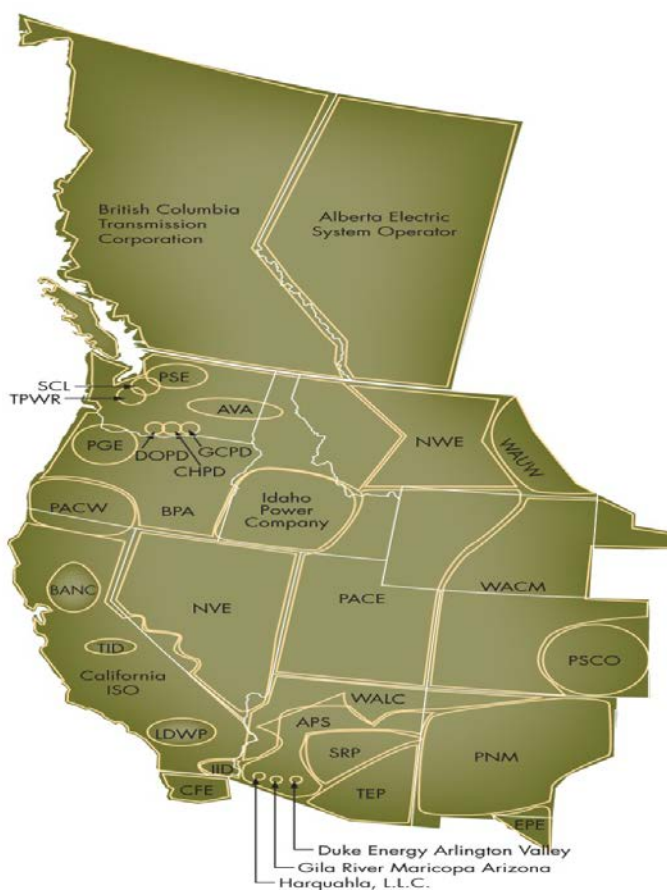 British Columbia
Transmission
Corporation
Alberta Electric
System Operator
SCL
PSE
TPWR
AVA
PGE
DOPD
GCPD
CHPD
NWE
WAUW
PACW
BPA
Idaho
Power
Company
BANC
NVE
PACE
WACM
TID
California
ISO
PSCO
WALC
APS
LDWP
SRP
PNM
IID
CFE
TEP
EPE
Duke Energy Arlington Valley
Gila River Maricopa Arizona
Harquahla, L.L.C.